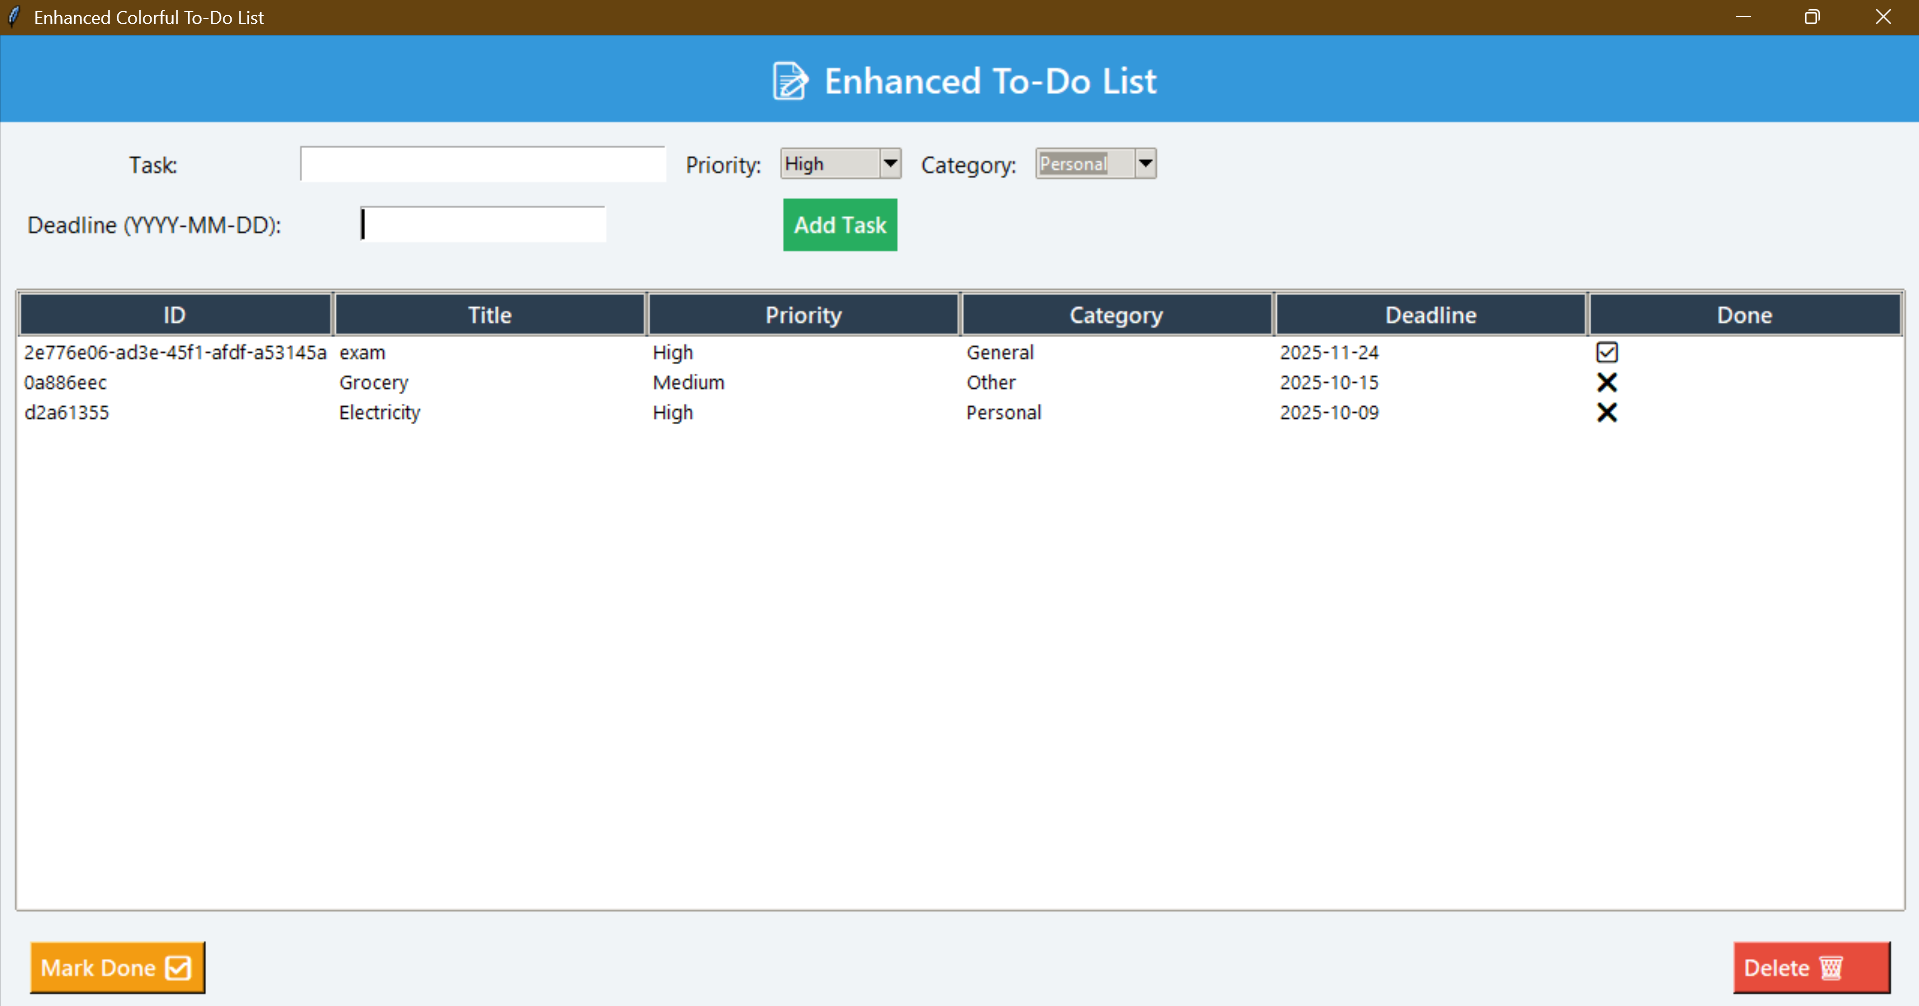 Enhanced Colorful To-Do List
Enhanced To-Do List
Task: Priority: High Category: Personal
Deadline (YYYY-MM-DD): Add Task
ID Title Priority Category Deadline Done
2e776e06-ad3e-45f1-afdf-a53145a exam High General 2025-11-24
0a886eec Grocery Medium Other 2025-10-15
d2a61355 Electricity High Personal 2025-10-09
Mark Done Delete